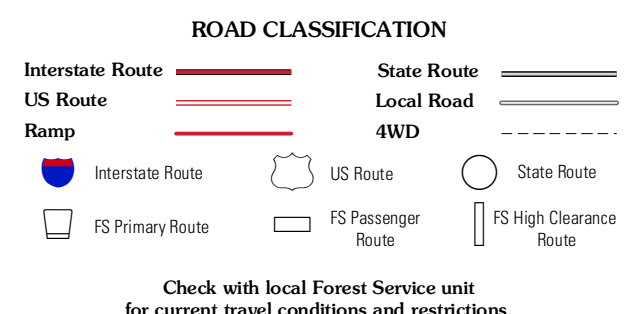 ROAD CLASSIFICATION
Interstate Route
State Route
US Route
Local Road
Ramp
4WD
Interstate Route
US Route
State Route
FS Primary Route
FS Passenger
Route
FS High Clearance
Route
Check with local Forest Service unit
for current travel conditions and restrictions.